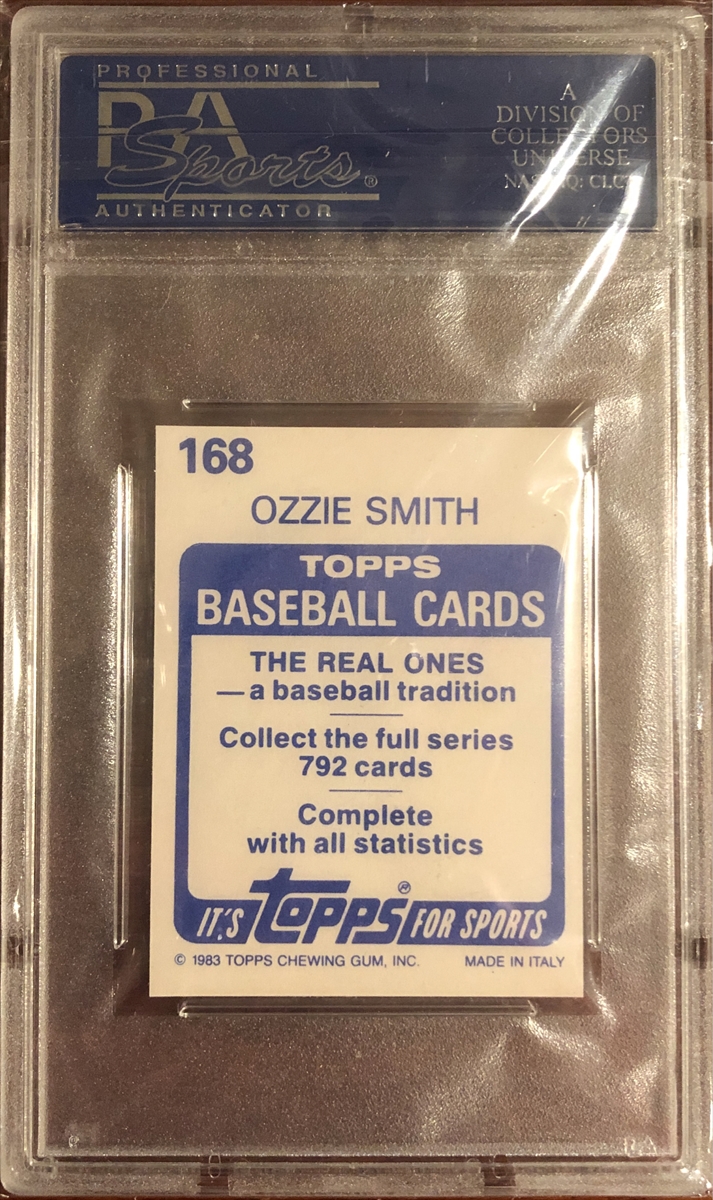 PROFESSIONAL
PSA
Sports®
AUTHENTICATOR
A
DIVISION OF
COLLECTORS
UNIVERSE
168
OZZIE SMITH
TOPPS
BASEBALL CARDS
THE REAL ONES
—a baseball tradition
Collect the full series
792 cards
Complete
with all statistics
IT'S TOPPS® FOR SPORTS
© 1983 TOPPS CHEWING GUM, INC. MADE IN ITALY